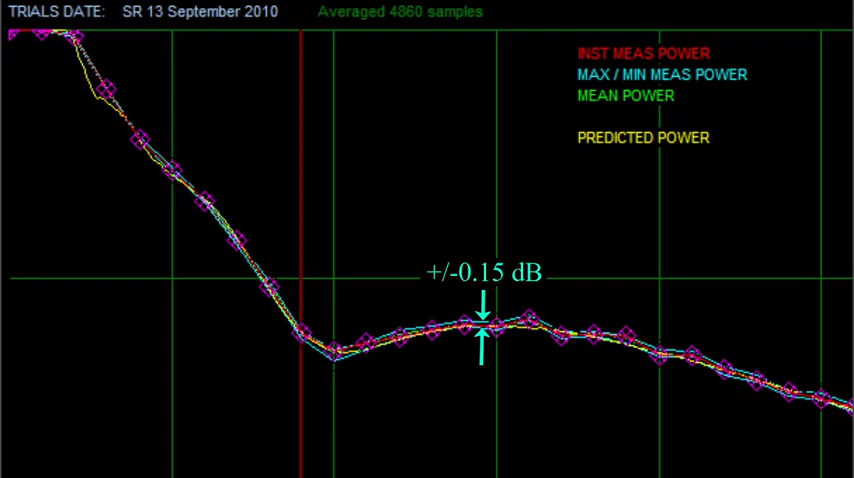 TRIALS DATE: SR 13 September 2010 Averaged 4860 samples
INST MEAS POWER
MAX / MIN MEAS POWER
MEAN POWER
PREDICTED POWER
+/-0.15 dB